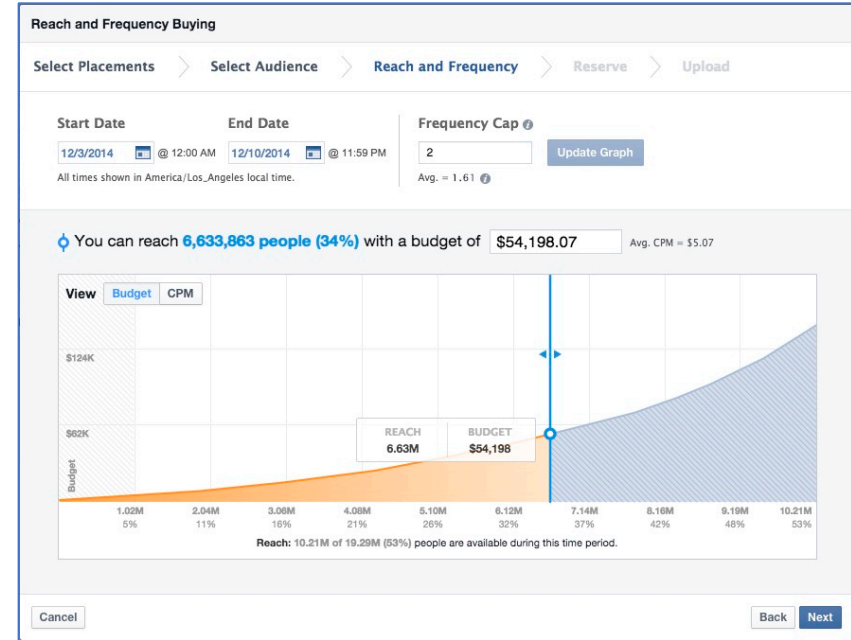 Reach and Frequency Buying
Select Placements Select Audience Reach and Frequency Reserve Upload
Start Date End Date Frequency Cap
12/3/2014 @ 12:00 AM 12/10/2014 @ 11:59 PM 2 Update Graph
All times shown in America/Los_Angeles local time. Avg. = 1.61
You can reach 6,633,863 people (34%) with a budget of $54,198.07 Avg. CPM = $5.07
View Budget CPM
$124K
$62K
REACH BUDGET
6.63M $54,198
Budget
1.02M 2.04M 3.06M 4.08M 5.10M 6.12M 7.14M 8.16M 9.19M 10.21M
5% 11% 16% 21% 26% 32% 37% 42% 48% 53%
Reach: 10.21M of 19.29M (53%) people are available during this time period.
Cancel Back Next